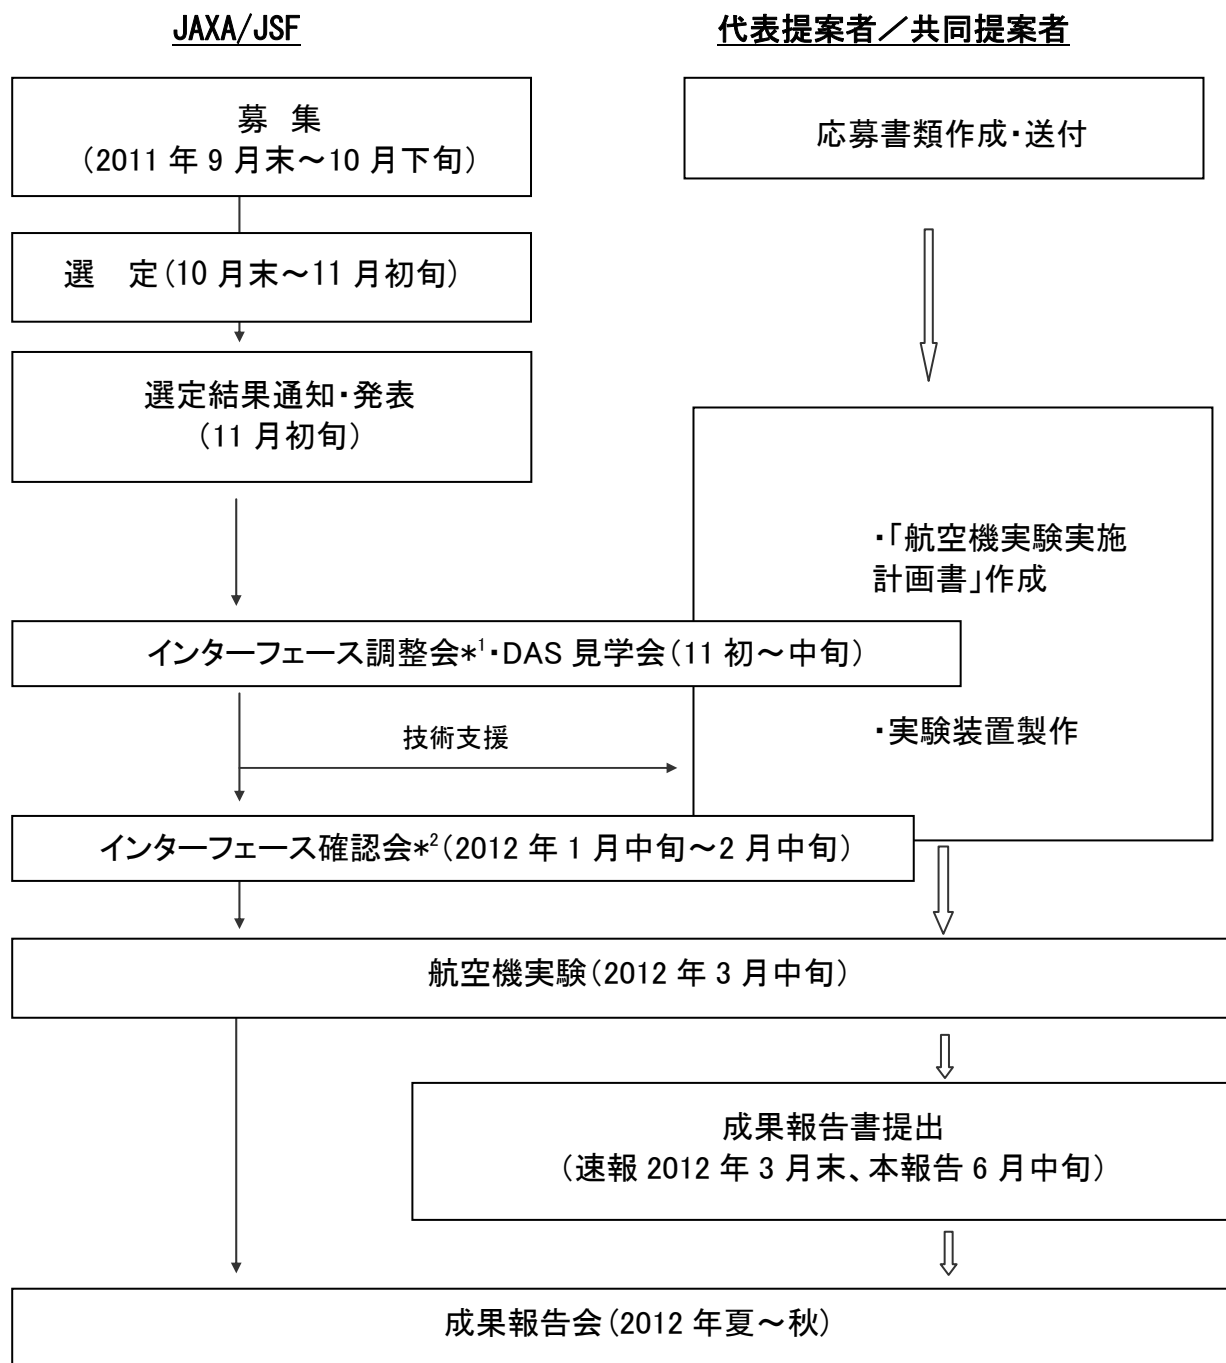 JAXA/JSF
代表提案者／共同提案者
募　集
（2011 年 9 月末～10 月下旬）
応募書類作成・送付
選　定（10 月末～11 月初旬）
選定結果通知・発表
（11 月初旬）
・「航空機実験実施
計画書」作成
インターフェース調整会*1・DAS 見学会（11 初～中旬）
・実験装置製作
技術支援
インターフェース確認会*2（2012 年 1 月中旬～2 月中旬）
航空機実験（2012 年 3 月中旬）
成果報告書提出
（速報 2012 年 3 月末、本報告 6 月中旬）
成果報告会（2012 年夏～秋）